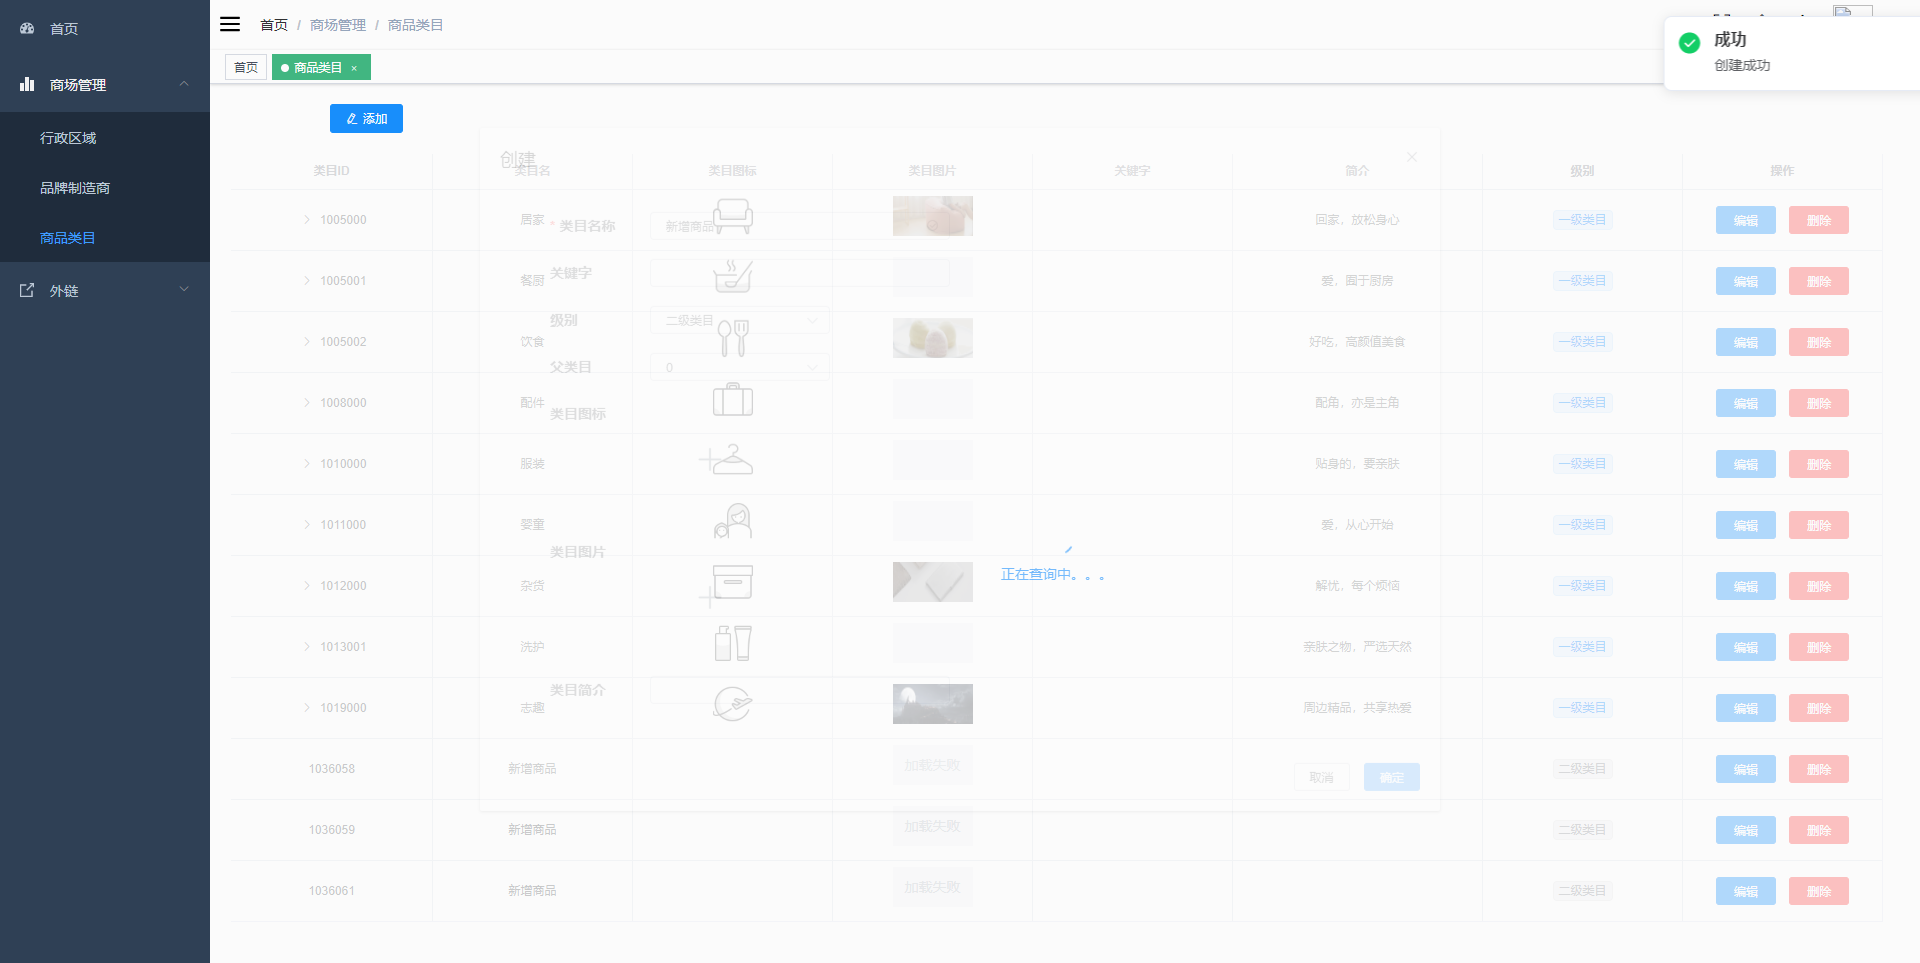 首页
商场管理
行政区域
品牌制造商
商品类目
外链
首页 / 商场管理 / 商品类目
首页
商品类目 ×
成功
创建成功
添加
创建
类目ID 类目名 类目图标 类目图片 关键字 简介 级别 操作
1005000 居家 回家，放松身心 一级类目 编辑 删除
* 类目名称 新增商品
关键字
1005001 餐厨 爱，囿于厨房 一级类目 编辑 删除
级别 二级类目
1005002 饮食 好吃，高颜值美食 一级类目 编辑 删除
父类目 0
1008000 配件 配角，亦是主角 一级类目 编辑 删除
类目图标
1010000 服装 贴身的，要亲肤 一级类目 编辑 删除
1011000 婴童 爱，从心开始 一级类目 编辑 删除
类目图片
正在查询中。。。
1012000 杂货 解忧，每个烦恼 一级类目 编辑 删除
1013001 洗护 亲肤之物，严选天然 一级类目 编辑 删除
类目简介
1019000 志趣 周边精品，共享热爱 一级类目 编辑 删除
1036058 新增商品 加载失败 二级类目 编辑 删除
取消 确定
1036059 新增商品 加载失败 二级类目 编辑 删除
1036061 新增商品 加载失败 二级类目 编辑 删除